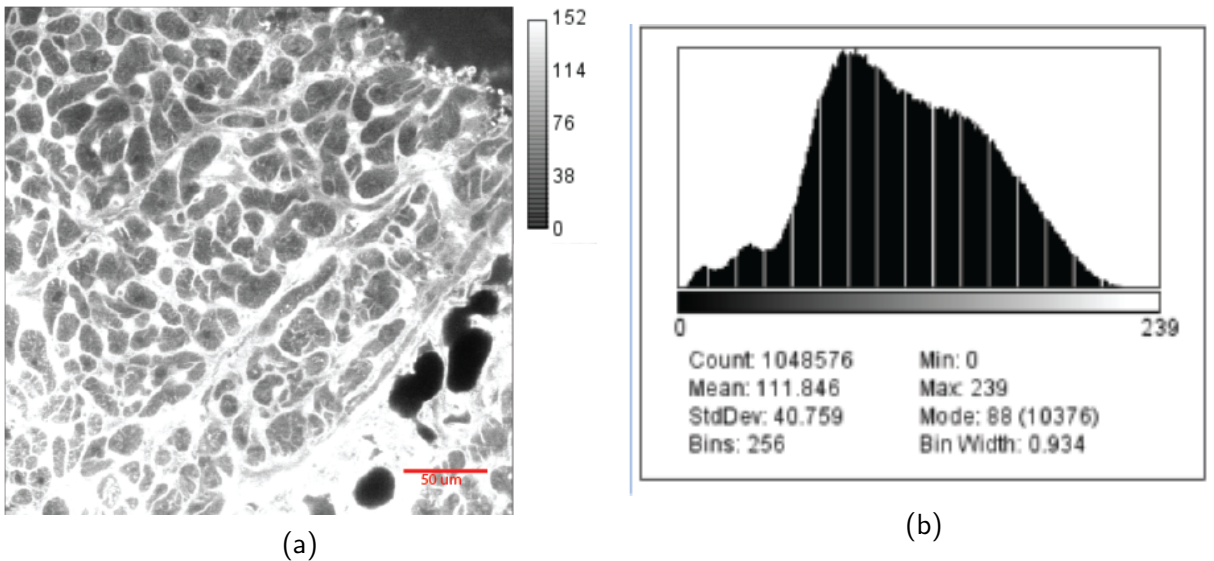 152
114
76
38
0
50 um
(a)
0 239
Count: 1048576 Min: 0
Mean: 111.846 Max: 239
StdDev: 40.759 Mode: 88 (10376)
Bins: 256 Bin Width: 0.934
(b)